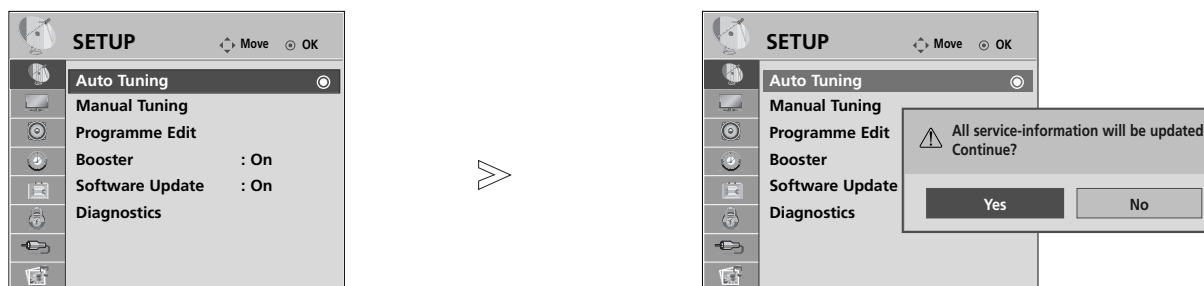 SETUP Move OK
Auto Tuning
Manual Tuning
Programme Edit
Booster : On
Software Update : On
Diagnostics
SETUP Move OK
Auto Tuning
Manual Tuning
Programme Edit
Booster
Software Update
Diagnostics
All service-information will be updated
Continue?
Yes No